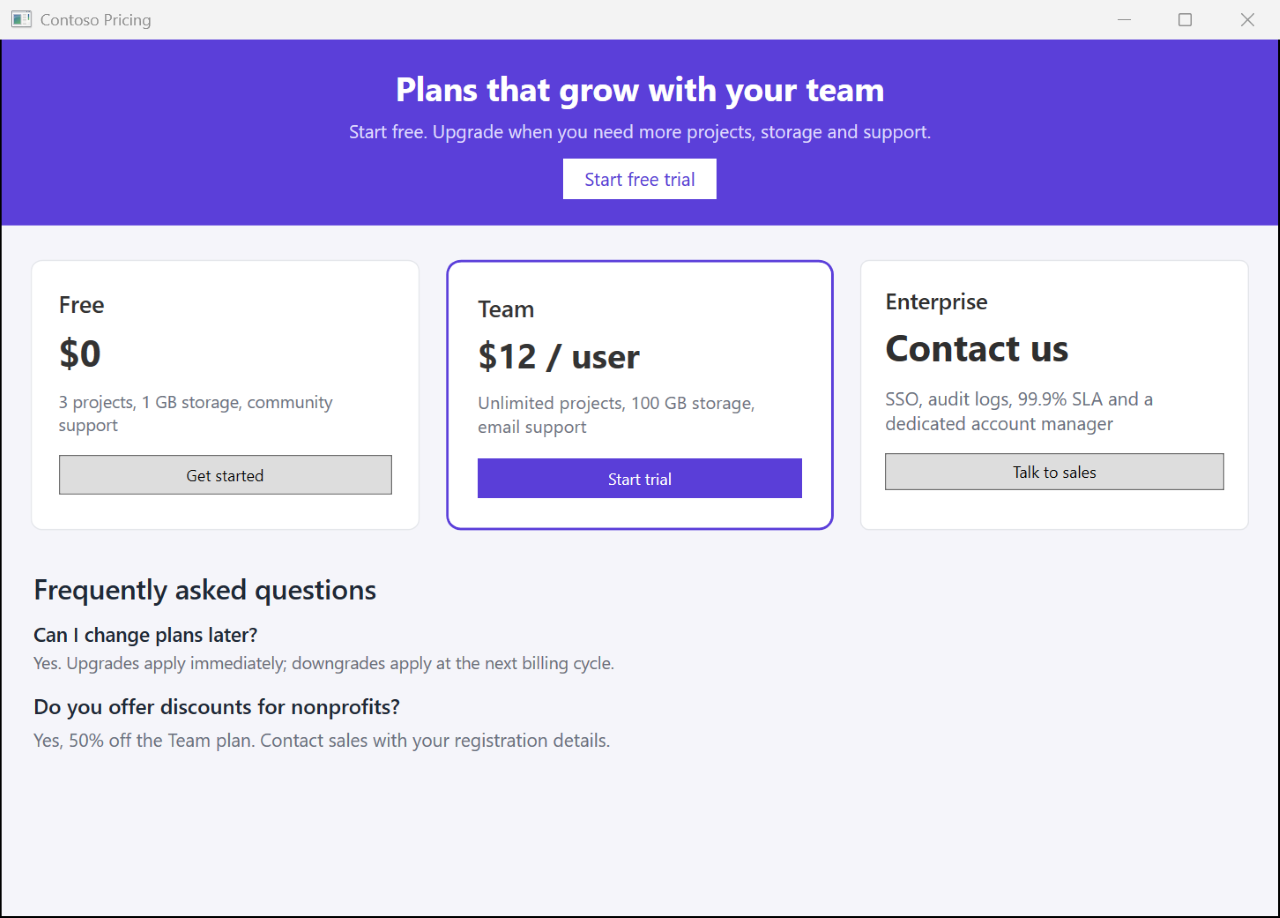 Contoso Pricing
Plans that grow with your team
Start free. Upgrade when you need more projects, storage and support.
Start free trial
Free
$0
3 projects, 1 GB storage, community
support
Get started
Team
$12 / user
Unlimited projects, 100 GB storage,
email support
Start trial
Enterprise
Contact us
SSO, audit logs, 99.9% SLA and a
dedicated account manager
Talk to sales
Frequently asked questions
Can I change plans later?
Yes. Upgrades apply immediately; downgrades apply at the next billing cycle.
Do you offer discounts for nonprofits?
Yes, 50% off the Team plan. Contact sales with your registration details.